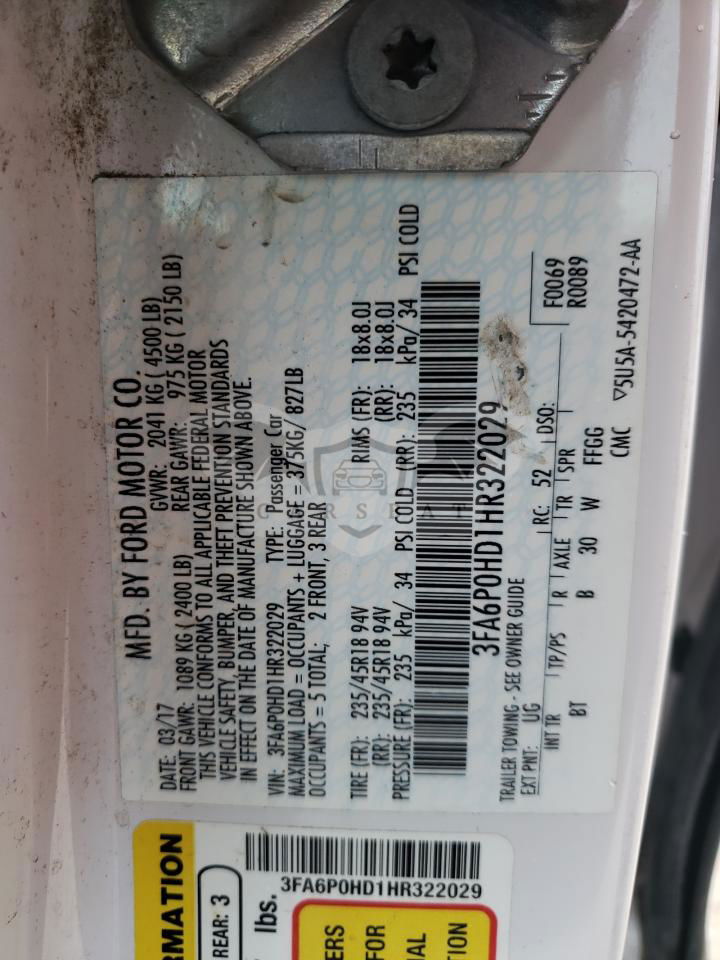 MFD. BY FORD MOTOR CO.
DATE: 03/17 GVWR: 2041 KG ( 4500 LB)
FRONT GAWR: 1089 KG ( 2400 LB) REAR GAWR: 975 KG ( 2150 LB)
THIS VEHICLE CONFORMS TO ALL APPLICABLE FEDERAL MOTOR
VEHICLE SAFETY, BUMPER, AND THEFT PREVENTION STANDARDS
IN EFFECT ON THE DATE OF MANUFACTURE SHOWN ABOVE.
VIN: 3FA6P0HD1HR322029 TYPE: Passenger Car
MAXIMUM LOAD = OCCUPANTS + LUGGAGE = 375KG/ 827LB
OCCUPANTS = 5 TOTAL; 2 FRONT, 3 REAR
TIRE (FR): 235/45R18 94V RIMS (FR): 18x8.0J
(RR): 235/45R18 94V (RR): 18x8.0J
PRESSURE (FR): 235 kPa/ 34 PSI COLD (RR): 235 kPa/ 34 PSI COLD
3FA6P0HD1HR322029
TRAILER TOWING - SEE OWNER GUIDE
F0069
R0089
EXT PNT: UG RC: 52 DSO:
INT TR TP/PS R AXLE TR SPR
BT B 30 W FFGG
CMC ▽5U5A-5420472-AA
CARSFAT
RMATION
REAR: 3
lbs.
3FA6P0HD1HR322029
ERS
FOR
NAL
TION